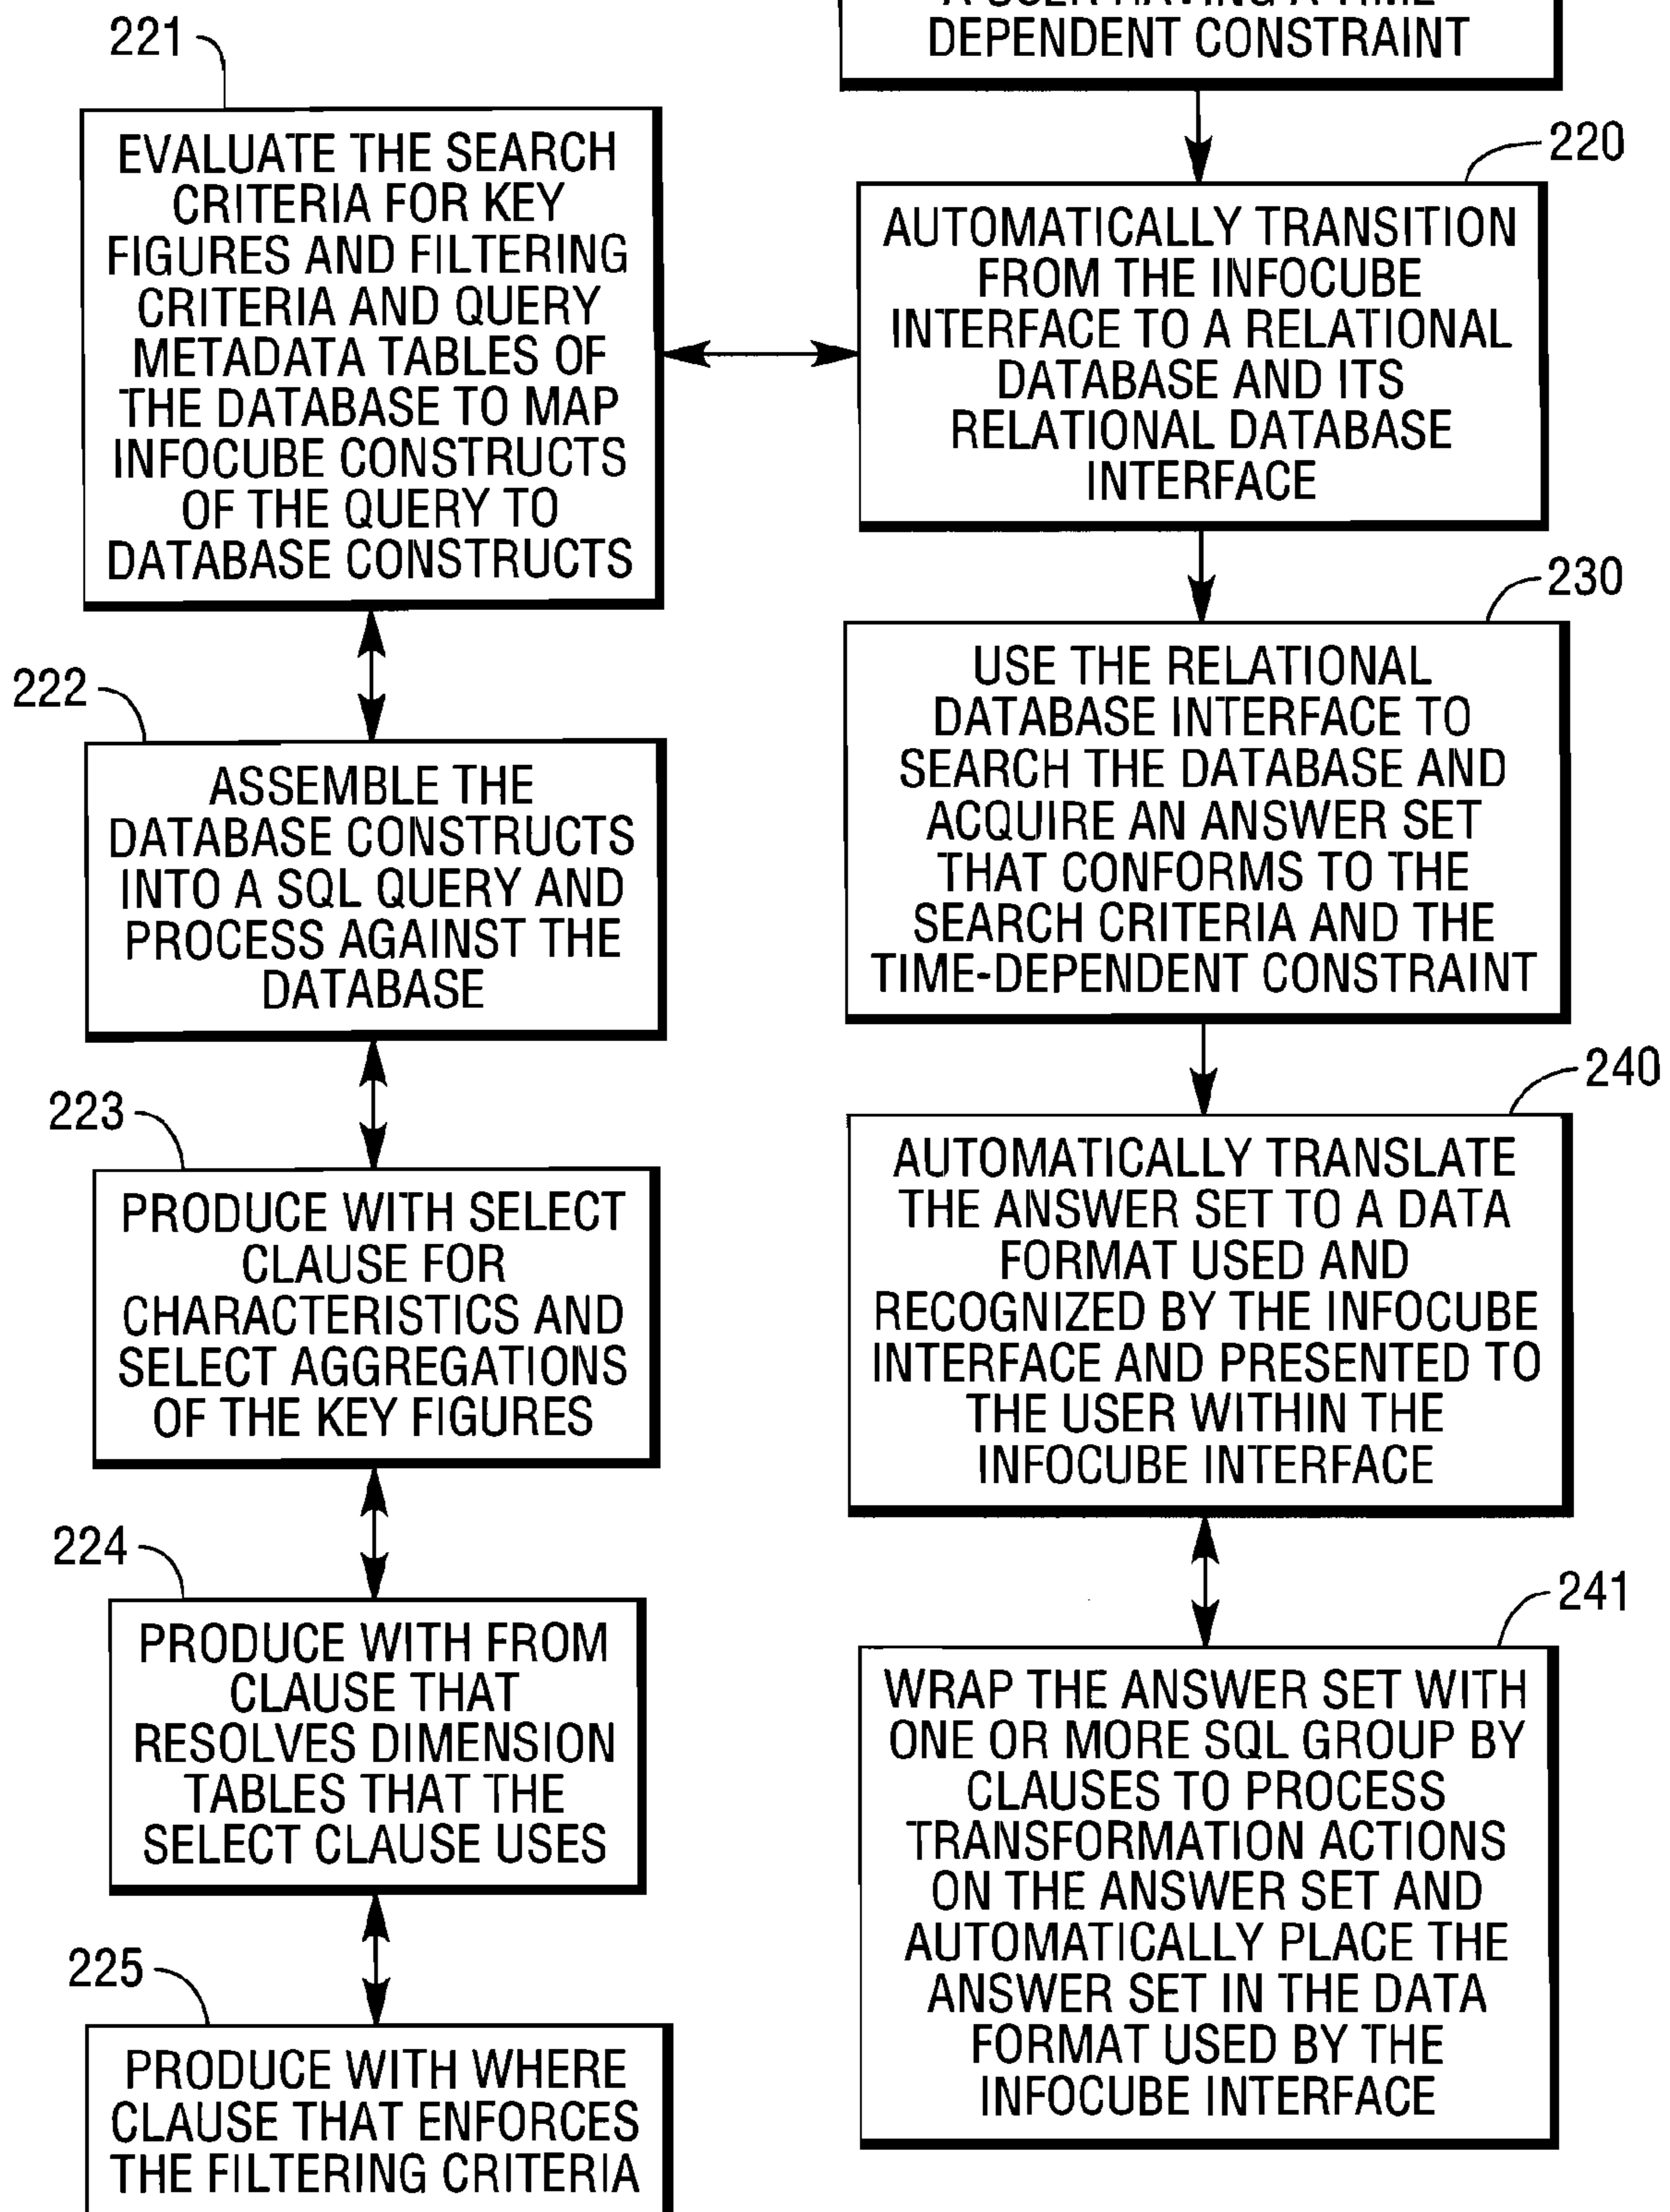 221
EVALUATE THE SEARCH
CRITERIA FOR KEY
FIGURES AND FILTERING
CRITERIA AND QUERY
METADATA TABLES OF
THE DATABASE TO MAP
INFOCUBE CONSTRUCTS
OF THE QUERY TO
DATABASE CONSTRUCTS
222
ASSEMBLE THE
DATABASE CONSTRUCTS
INTO A SQL QUERY AND
PROCESS AGAINST THE
DATABASE
223
PRODUCE WITH SELECT
CLAUSE FOR
CHARACTERISTICS AND
SELECT AGGREGATIONS
OF THE KEY FIGURES
224
PRODUCE WITH FROM
CLAUSE THAT
RESOLVES DIMENSION
TABLES THAT THE
SELECT CLAUSE USES
225
PRODUCE WITH WHERE
CLAUSE THAT ENFORCES
THE FILTERING CRITERIA
A USER HAVING A TIME
DEPENDENT CONSTRAINT
220
AUTOMATICALLY TRANSITION
FROM THE INFOCUBE
INTERFACE TO A RELATIONAL
DATABASE AND ITS
RELATIONAL DATABASE
INTERFACE
230
USE THE RELATIONAL
DATABASE INTERFACE TO
SEARCH THE DATABASE AND
ACQUIRE AN ANSWER SET
THAT CONFORMS TO THE
SEARCH CRITERIA AND THE
TIME-DEPENDENT CONSTRAINT
240
AUTOMATICALLY TRANSLATE
THE ANSWER SET TO A DATA
FORMAT USED AND
RECOGNIZED BY THE INFOCUBE
INTERFACE AND PRESENTED TO
THE USER WITHIN THE
INFOCUBE INTERFACE
241
WRAP THE ANSWER SET WITH
ONE OR MORE SQL GROUP BY
CLAUSES TO PROCESS
TRANSFORMATION ACTIONS
ON THE ANSWER SET AND
AUTOMATICALLY PLACE THE
ANSWER SET IN THE DATA
FORMAT USED BY THE
INFOCUBE INTERFACE